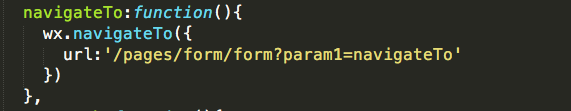 navigateTo:function(){
wx.navigateTo({
url:'/pages/form/form?param1=navigateTo'
})
},